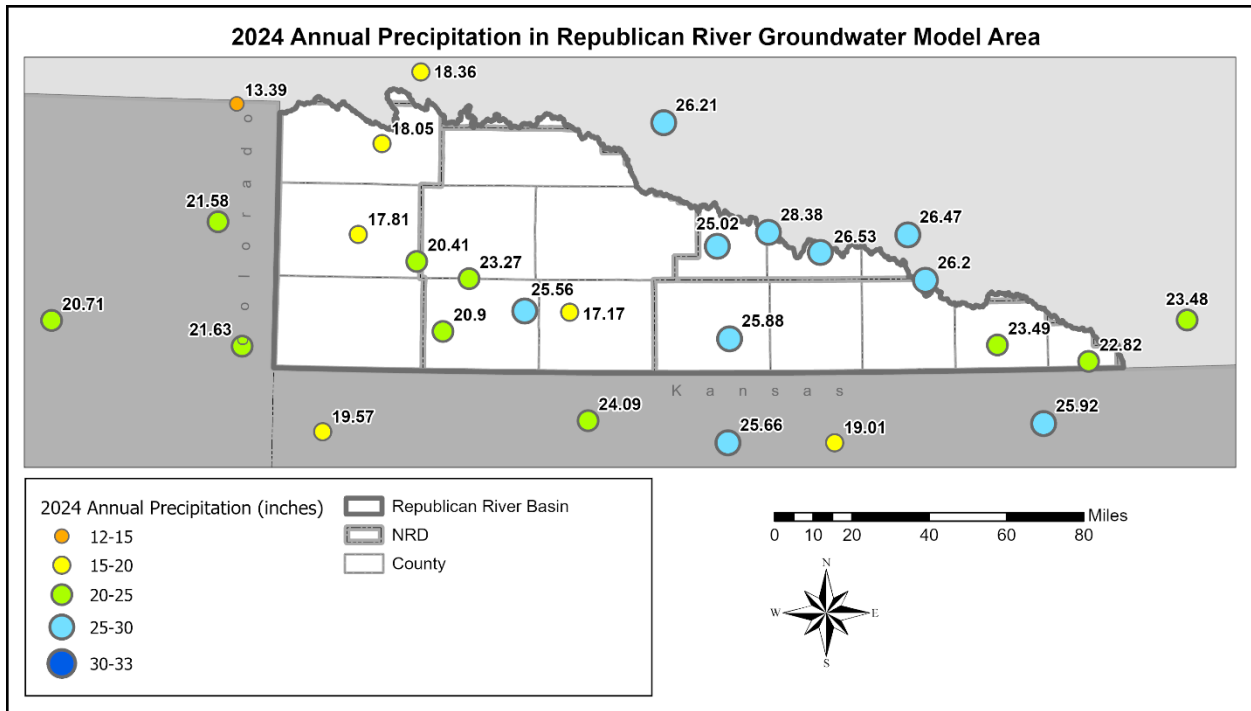 2024 Annual Precipitation in Republican River Groundwater Model Area
18.36
13.39
26.21
18.05
21.58
17.81
25.02
28.38
26.53
26.47
20.41
23.27
26.2
25.56
17.17
20.71
21.63
20.9
25.88
23.48
23.49
22.82
Colorado
Kansas
19.57
24.09
25.66
19.01
25.92
2024 Annual Precipitation (inches)
12-15
15-20
20-25
25-30
30-33
Republican River Basin
NRD
County
Miles
0 10 20 40 60 80
N
W E
S